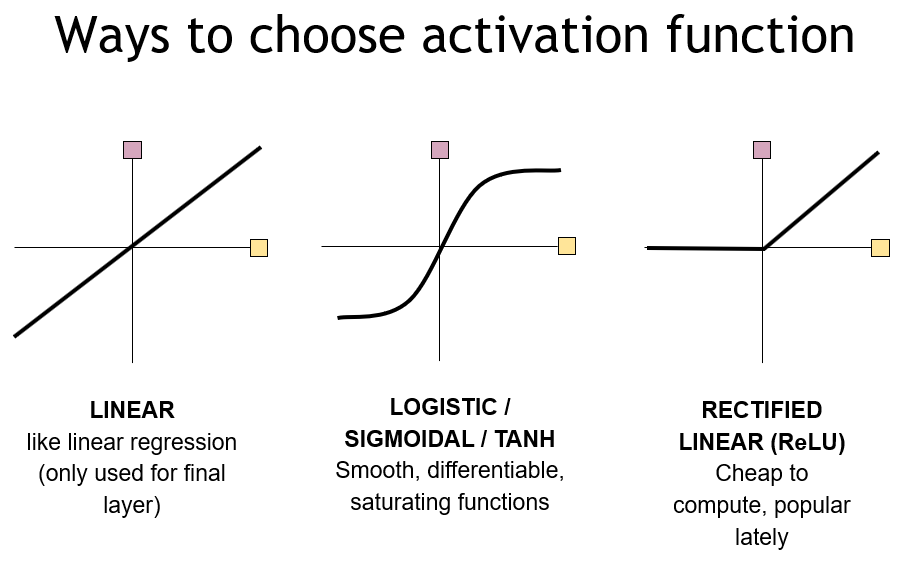 Ways to choose activation function
LINEAR
like linear regression
(only used for final
layer)
LOGISTIC /
SIGMOIDAL / TANH
Smooth, differentiable,
saturating functions
RECTIFIED
LINEAR (ReLU)
Cheap to
compute, popular
lately